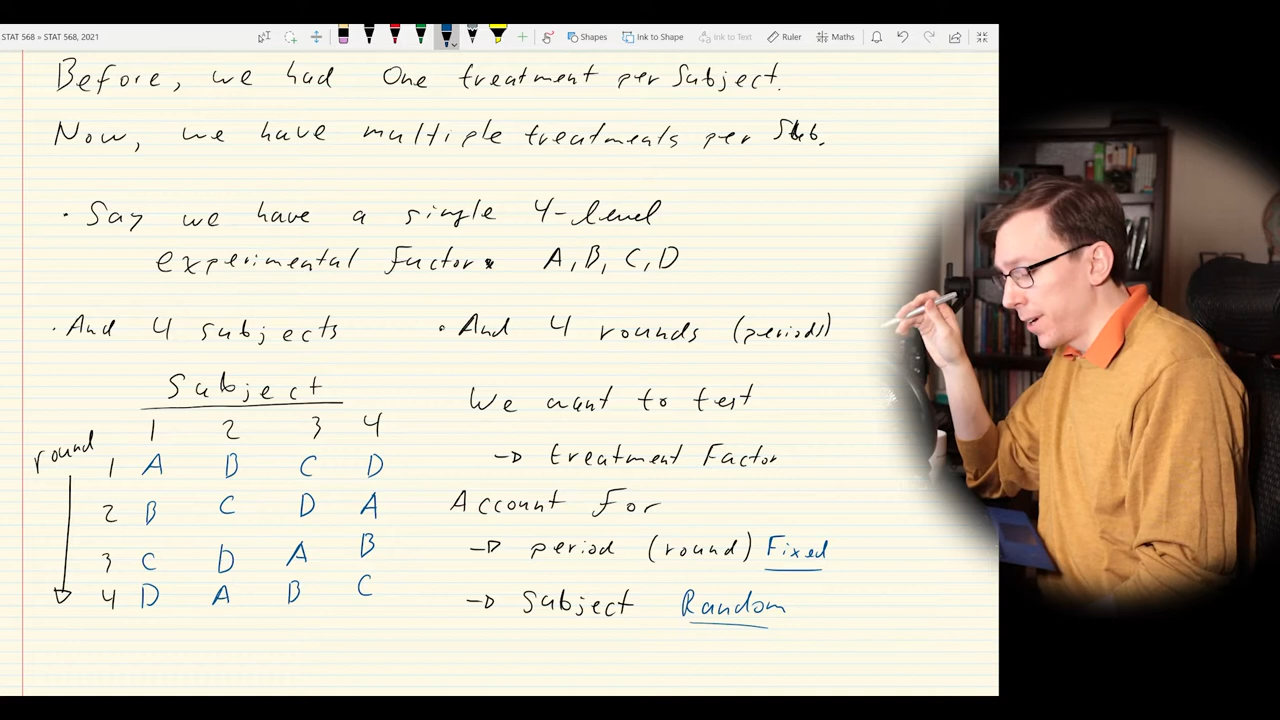 STAT 568 » STAT 568, 2021
Shapes
Ink to Shape
Ink to Text
Ruler
Maths
Before, we had One treatment per Subject.
Now, we have multiple treatments per Sub.
· Say we have a single 4-level
experimental Factor. A, B, C, D
· And 4 subjects
· And 4 rounds (periods)
Subject
1 2 3 4
round
1 A B C D
2 B C D A
3 C D A B
4 D A B C
We want to test
→ treatment Factor
Account For
→ period (round) Fixed
→ Subject Random